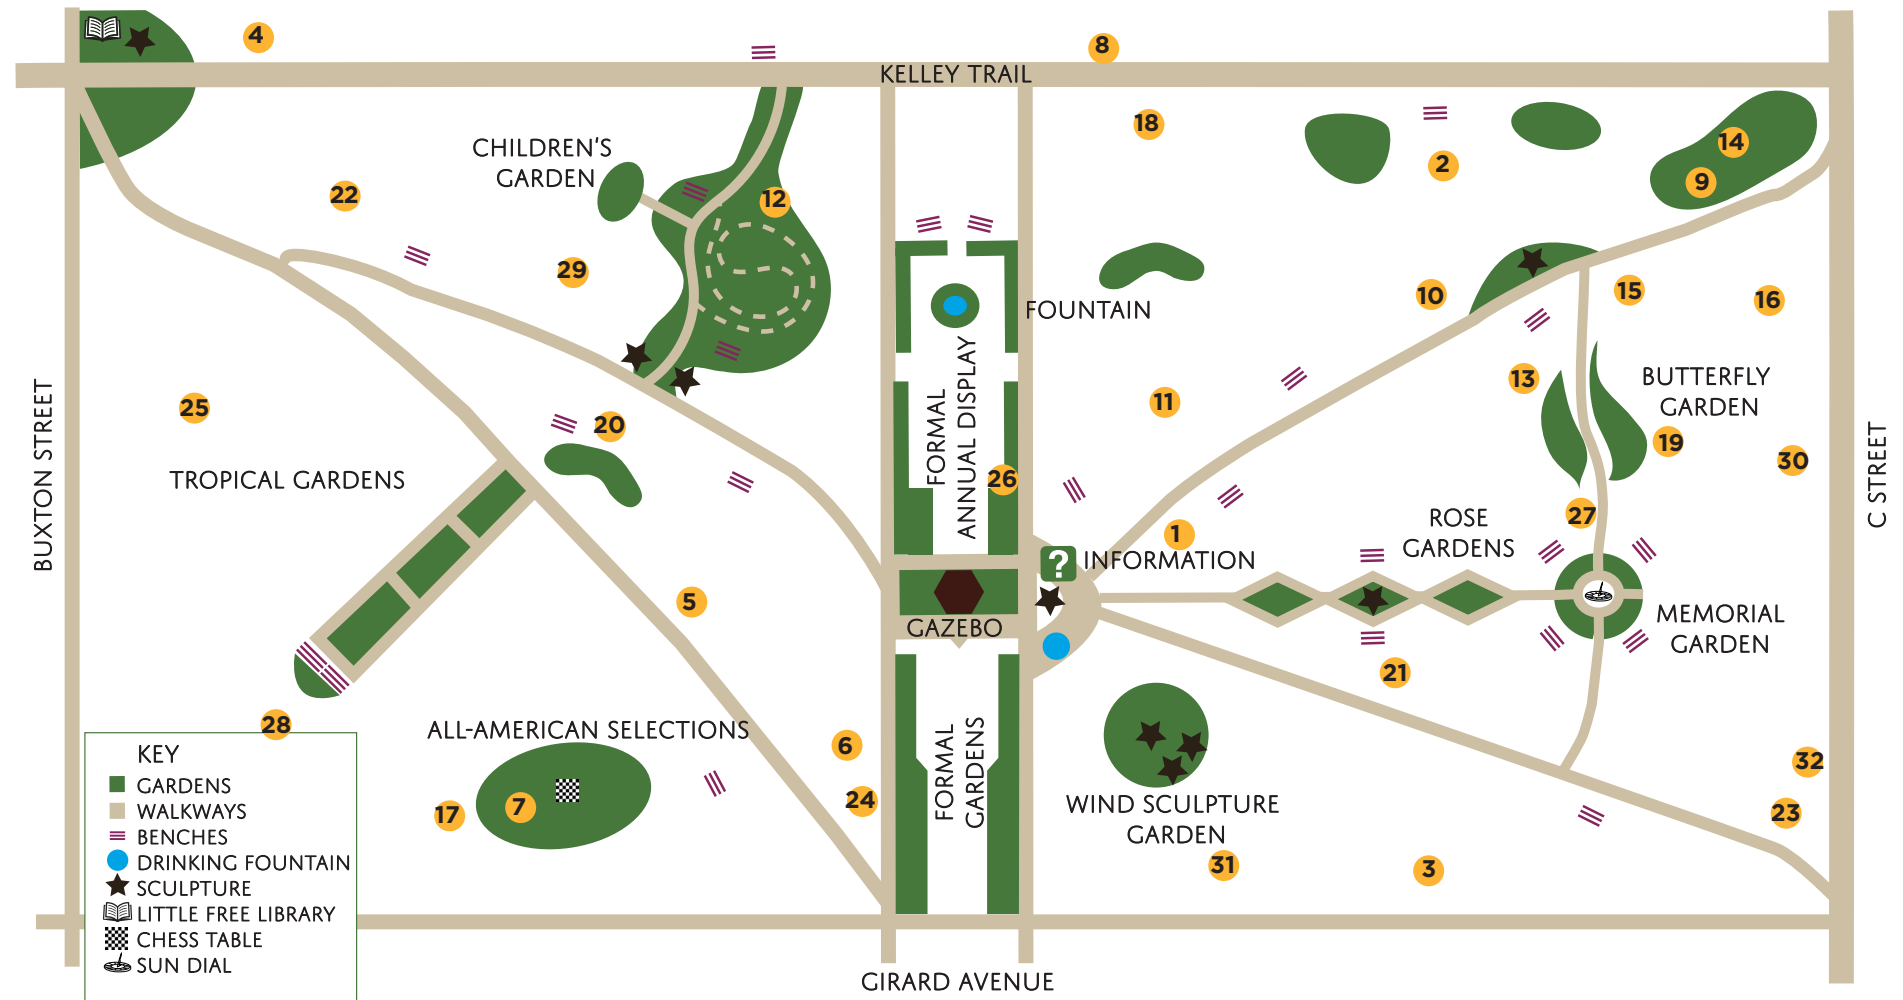 4
8
KELLEY TRAIL
18
CHILDREN'S
GARDEN
14
2
9
22
12
29
10
15
16
FOUNTAIN
FORMAL
ANNUAL DISPLAY
13
BUTTERFLY
GARDEN
BUXTON STREET
25
11
20
19
C STREET
30
TROPICAL GARDENS
26
27
ROSE
GARDENS
1
?
INFORMATION
5
GAZEBO
MEMORIAL
GARDEN
21
28
ALL-AMERICAN SELECTIONS
6
FORMAL
GARDENS
32
24
17
7
WIND SCULPTURE
GARDEN
23
31
3
KEY
GARDENS
WALKWAYS
BENCHES
DRINKING FOUNTAIN
SCULPTURE
LITTLE FREE LIBRARY
CHESS TABLE
SUN DIAL
GIRARD AVENUE